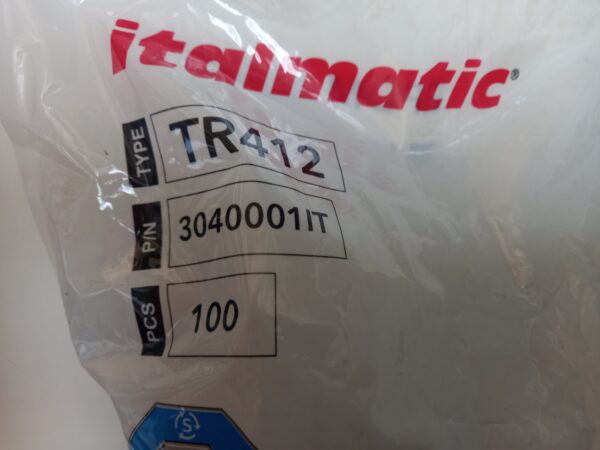 italmatic®
TYPE TR412
P/N 3040001IT
PCS 100
S